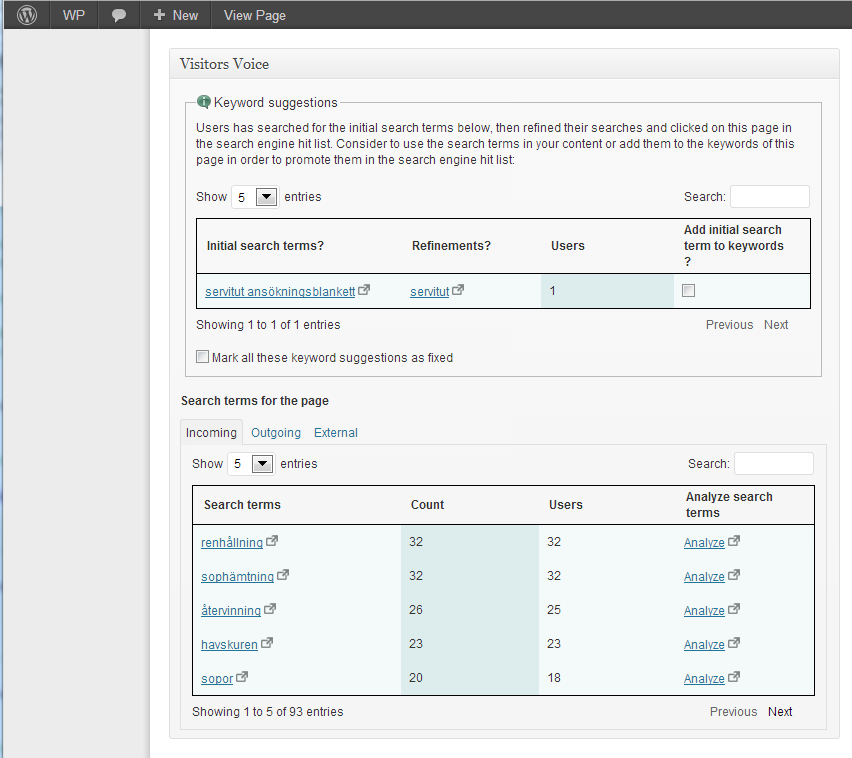 WP + New View Page
Visitors Voice
Keyword suggestions
Users has searched for the initial search terms below, then refined their searches and clicked on this page in
the search engine hit list. Consider to use the search terms in your content or add them to the keywords of this
page in order to promote them in the search engine hit list:
Show 5 entries Search:
Initial search terms? Refinements? Users Add initial search
term to keywords
?
servitut ansökningsblankett servitut 1
Showing 1 to 1 of 1 entries Previous Next
Mark all these keyword suggestions as fixed
Search terms for the page
Incoming Outgoing External
Show 5 entries Search:
Search terms Count Users Analyze search
terms
renhållning 32 32 Analyze
sophämtning 32 32 Analyze
återvinning 26 25 Analyze
havskuren 23 23 Analyze
sopor 20 18 Analyze
Showing 1 to 5 of 93 entries Previous Next